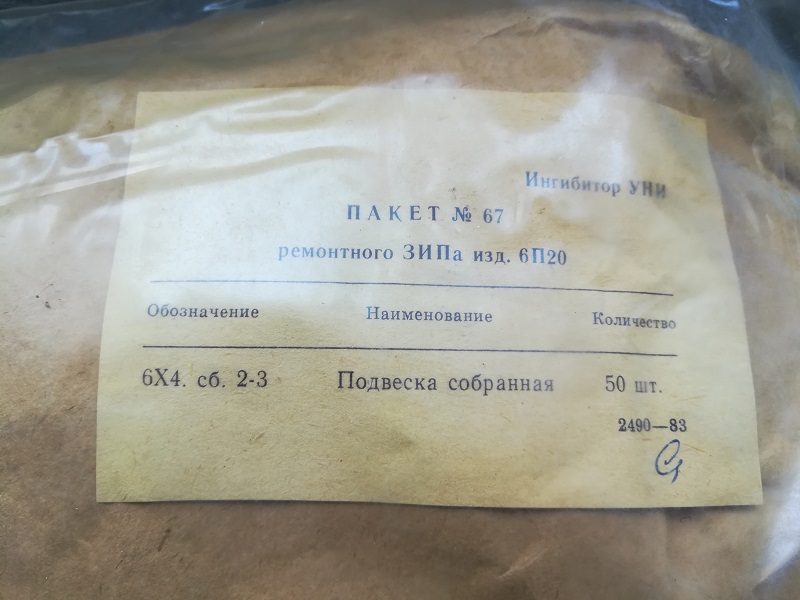 Ингибитор УНИ
ПАКЕТ № 67
ремонтного ЗИПа изд. 6П20
Обозначение Наименование Количество
6Х4. сб. 2-3 Подвеска собранная 50 шт.
2490—83